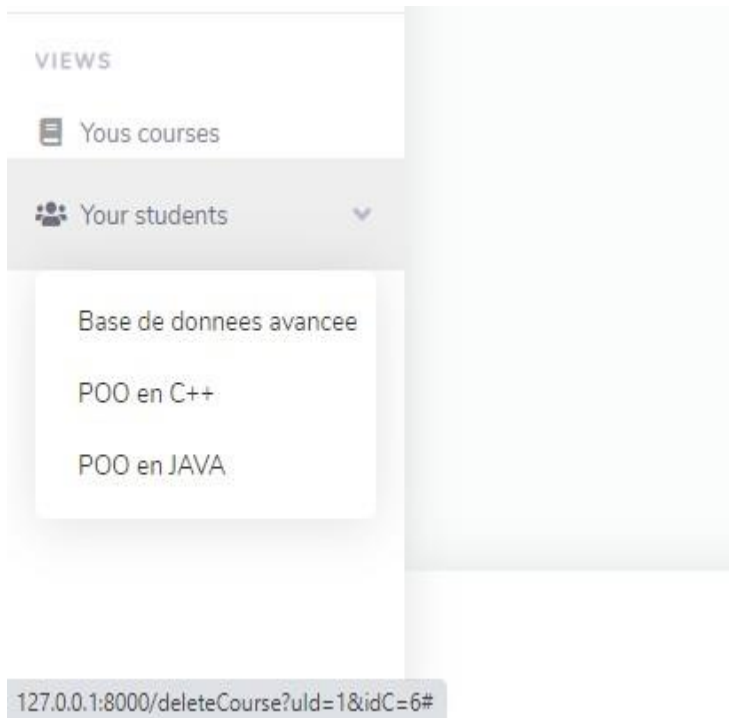 VIEWS
Yous courses
Your students
Base de donnees avancee
POO en C++
POO en JAVA
127.0.0.1:8000/deleteCourse?uId=1&idC=6#